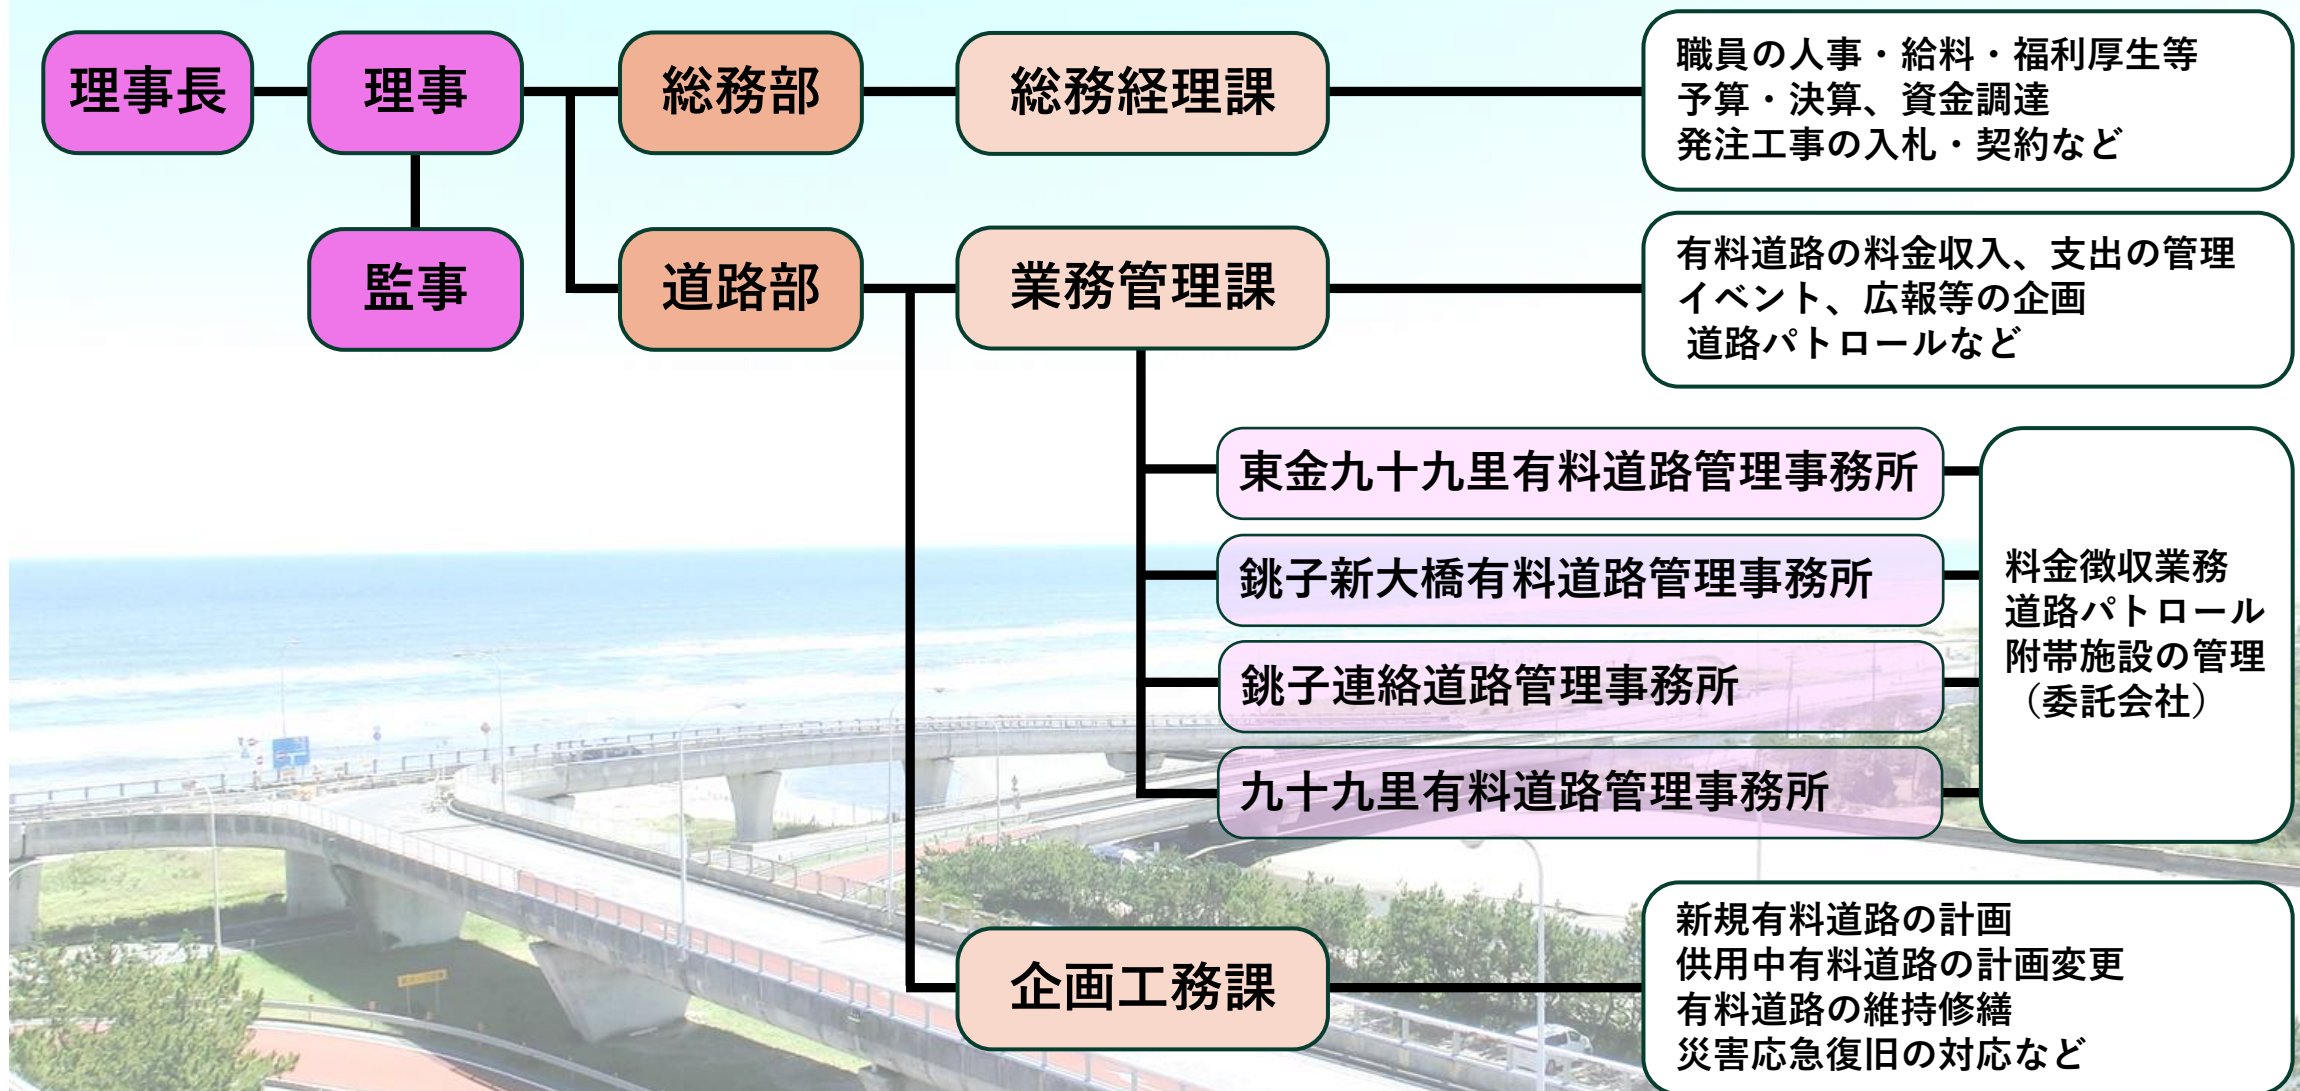 理事長
理事
総務部
総務経理課
職員の人事・給料・福利厚生等
予算・決算、資金調達
発注工事の入札・契約など
監事
道路部
業務管理課
有料道路の料金収入、支出の管理
イベント、広報等の企画
道路パトロールなど
東金九十九里有料道路管理事務所
銚子新大橋有料道路管理事務所
銚子連絡道路管理事務所
九十九里有料道路管理事務所
料金徴収業務
道路パトロール
附帯施設の管理
（委託会社）
企画工務課
新規有料道路の計画
供用中有料道路の計画変更
有料道路の維持修繕
災害応急復旧の対応など